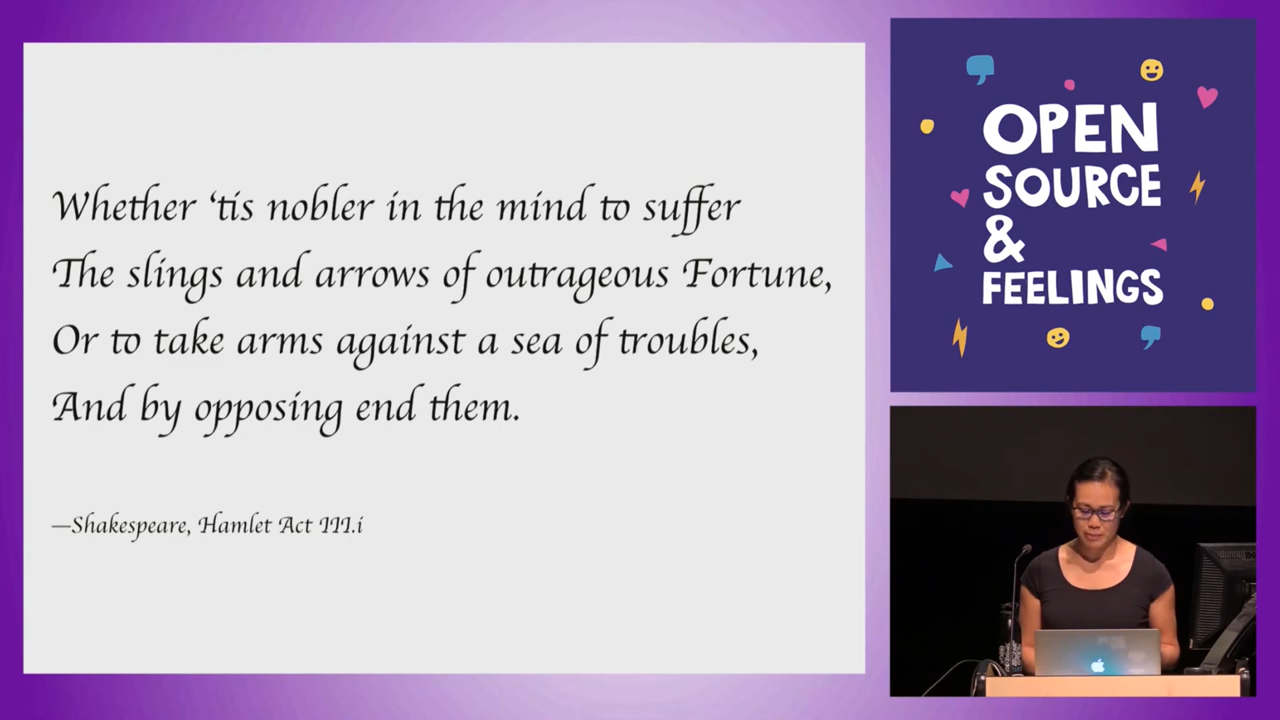 Whether ‘tis nobler in the mind to suffer
The slings and arrows of outrageous Fortune,
Or to take arms against a sea of troubles,
And by opposing end them.
—Shakespeare, Hamlet Act III.i
OPEN
SOURCE
&
FEELINGS